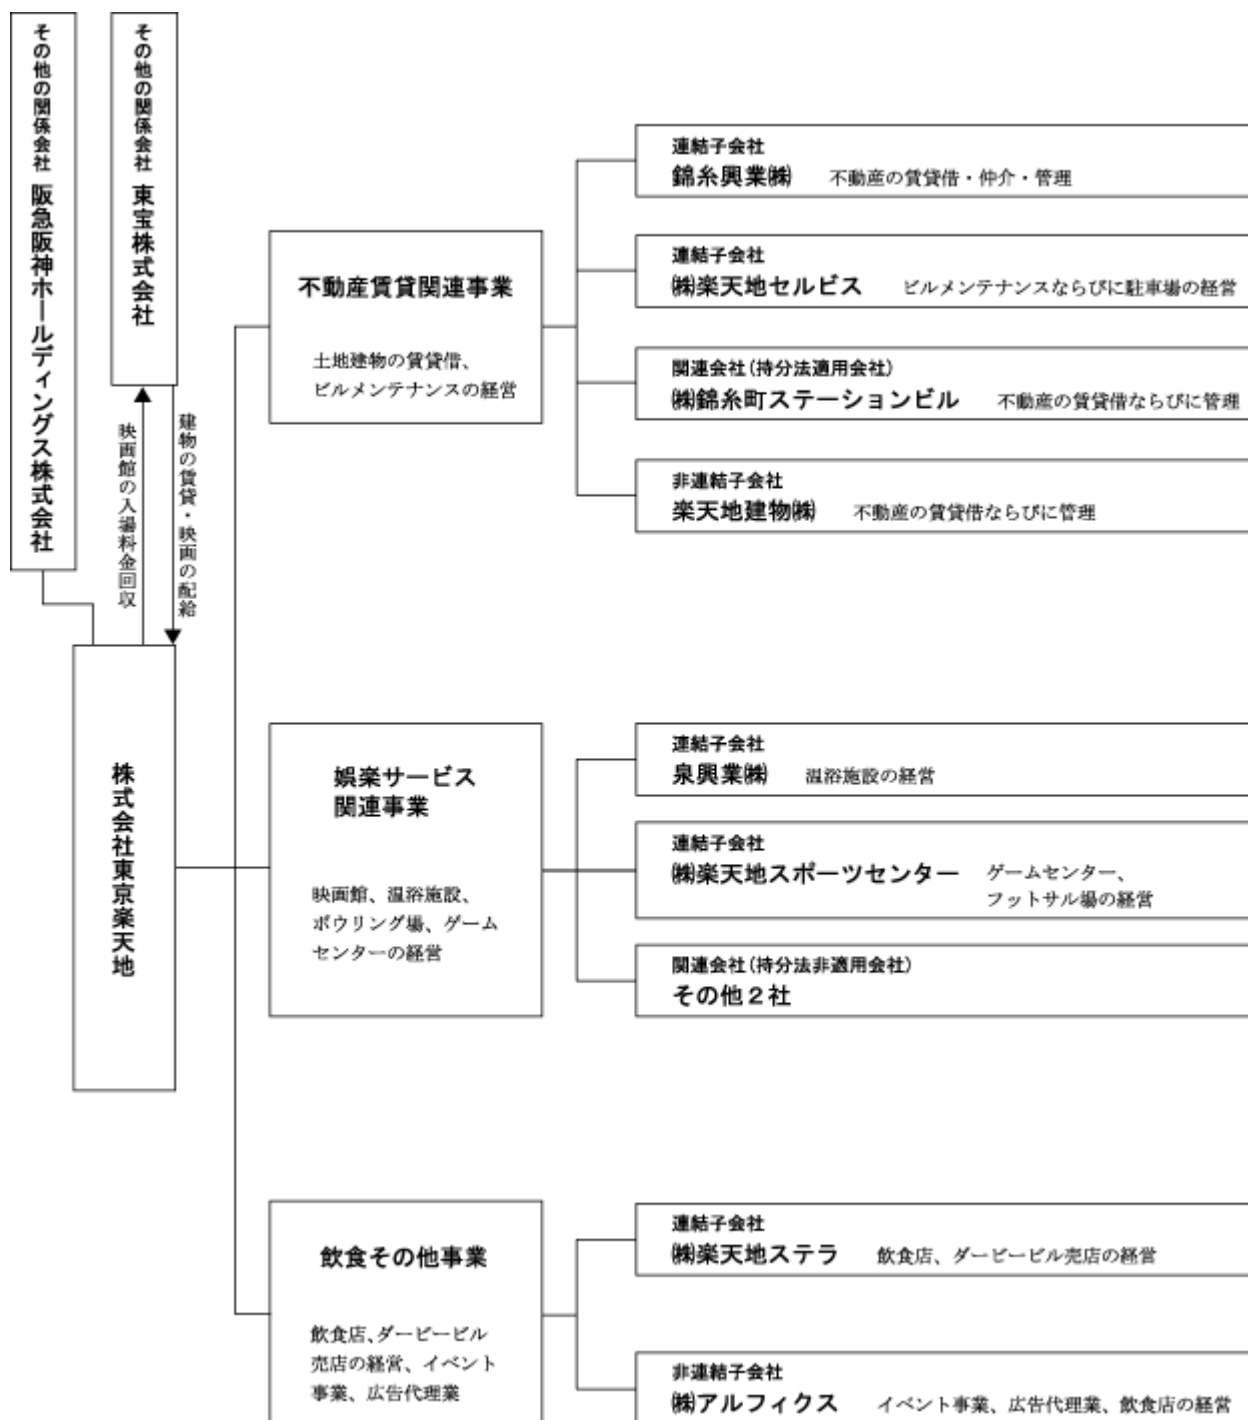 その他の関係会社 阪急阪神ホールディングス株式会社
その他の関係会社 東宝株式会社
映画館の入場料金回収
建物の賃貸・映画の配給
株式会社東京楽天地
不動産賃貸関連事業
土地建物の賃貸借、
ビルメンテナンスの経営
連結子会社
錦糸興業㈱ 不動産の賃貸借・仲介・管理
連結子会社
㈱楽天地セルビス ビルメンテナンスならびに駐車場の経営
関連会社(持分法適用会社)
㈱錦糸町ステーションビル 不動産の賃貸借ならびに管理
非連結子会社
楽天地建物㈱ 不動産の賃貸借ならびに管理
娯楽サービス
関連事業
映画館、温浴施設、
ボウリング場、ゲーム
センターの経営
連結子会社
泉興業㈱ 温浴施設の経営
連結子会社
㈱楽天地スポーツセンター ゲームセンター、
フットサル場の経営
関連会社(持分法非適用会社)
その他2社
飲食その他事業
飲食店、ダービービル
売店の経営、イベント
事業、広告代理業
連結子会社
㈱楽天地ステラ 飲食店、ダービービル売店の経営
非連結子会社
㈱アルフィクス イベント事業、広告代理業、飲食店の経営